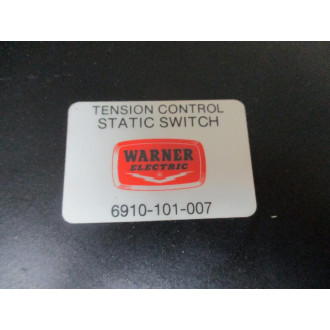 TENSION CONTROL
STATIC SWITCH
WARNER
ELECTRIC
6910-101-007